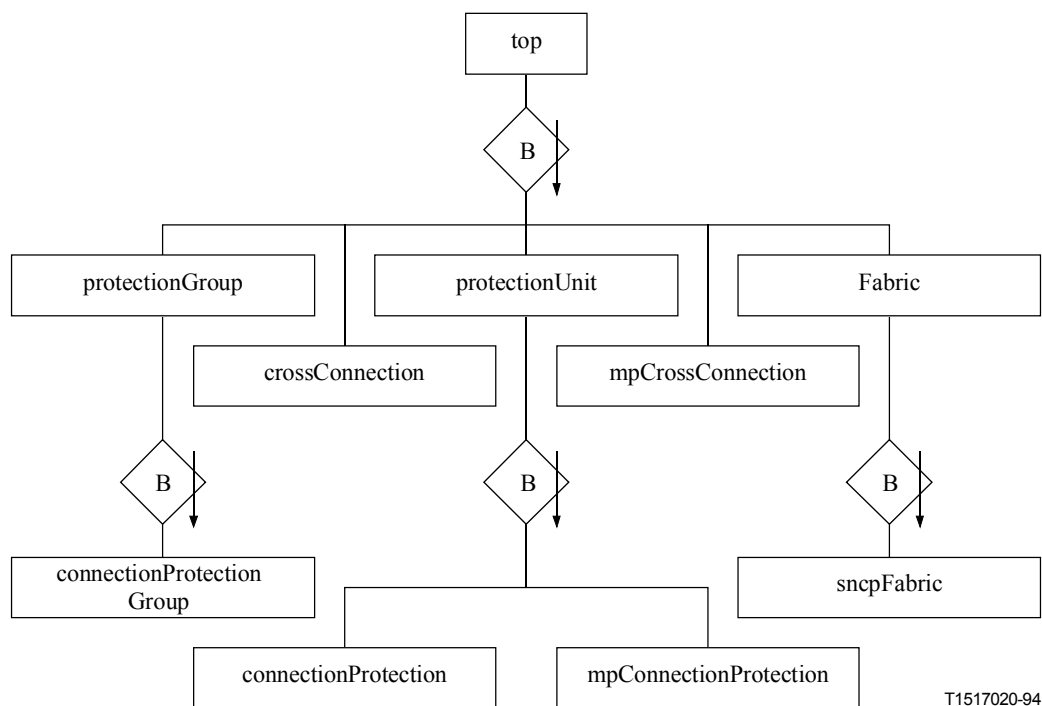 top
B
protectionGroup
protectionUnit
Fabric
crossConnection
mpCrossConnection
B
B
B
connectionProtection
Group
sncpFabric
connectionProtection
mpConnectionProtection
T1517020-94